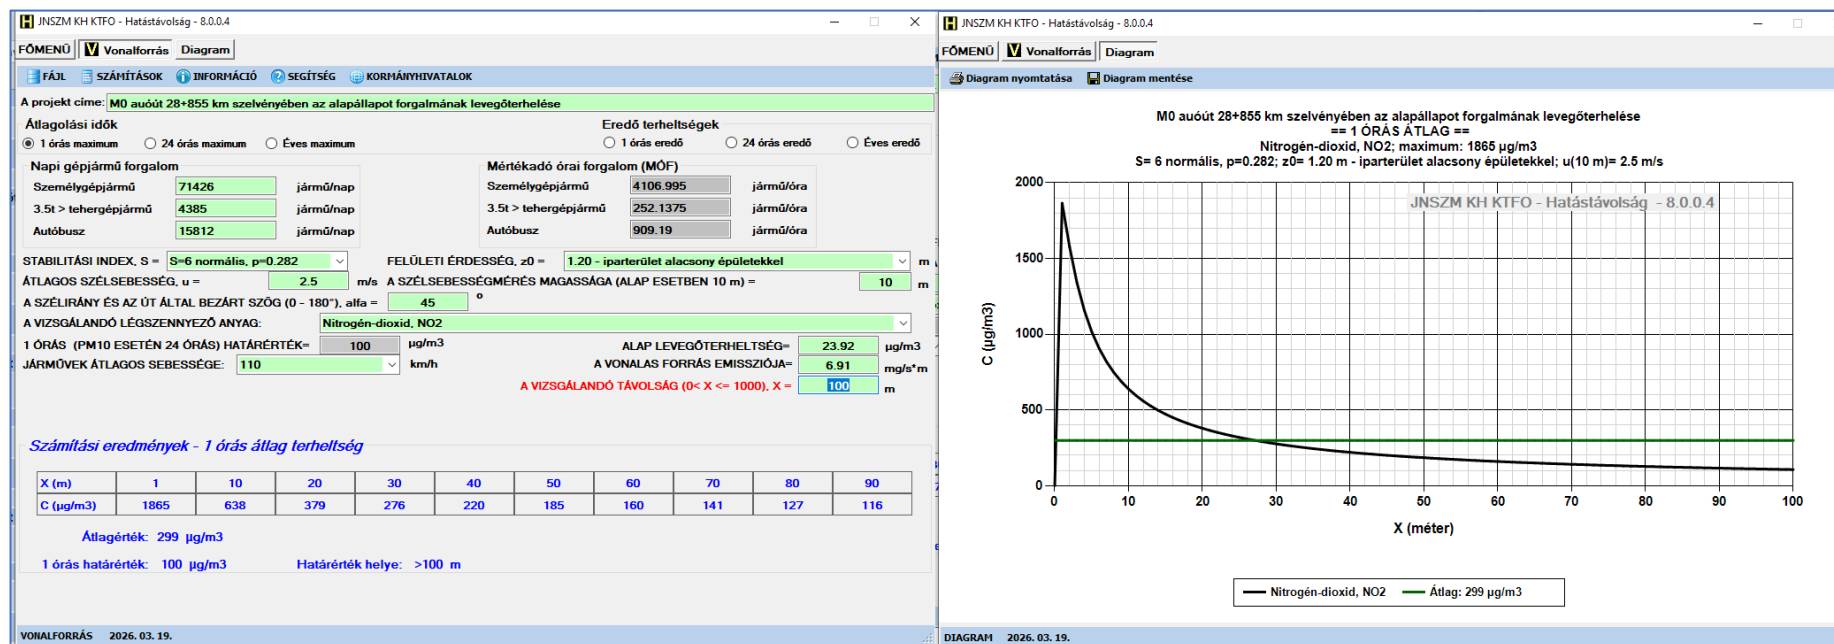 JNSZM KH KTFO - Hatástávolság - 8.0.0.4
FŐMENÜ Vonalforrás Diagram
FÁJL SZÁMÍTÁSOK INFORMÁCIÓ SEGÍTSÉG KORMÁNYHIVATALOK
A projekt címe: M0 auóút 28+855 km szelvényében az alapállapot forgalmának levegőterhelése
Átlagolási idők
1 órás maximum 24 órás maximum Éves maximum
Eredő terheltségek
1 órás eredő 24 órás eredő Éves eredő
Napi gépjármű forgalom
Személygépjármű 71426 jármű/nap
3.5t > tehergépjármű 4385 jármű/nap
Autóbusz 15812 jármű/nap
Mértékadó órai forgalom (MÓF)
Személygépjármű 4106.995 jármű/óra
3.5t > tehergépjármű 252.1375 jármű/óra
Autóbusz 909.19 jármű/óra
STABILITÁSI INDEX, S = S=6 normális, p=0.282 FELÜLETI ÉRDESSÉG, z0 = 1.20 - iparterület alacsony épületekkel m
ÁTLAGOS SZÉLSEBESSÉG, u = 2.5 m/s A SZÉLSEBESSÉGMÉRÉS MAGASSÁGA (ALAP ESETBEN 10 m) = 10 m
A SZÉLIRÁNY ÉS AZ ÚT ÁLTAL BEZÁRT SZÖG (0 - 180°), alfa = 45 °
A VIZSGÁLANDÓ LÉGSZENNYEZŐ ANYAG: Nitrogén-dioxid, NO2
1 ÓRÁS (PM10 ESETÉN 24 ÓRÁS) HATÁRÉRTÉK= 100 µg/m3 ALAP LEVEGŐTERHELTSÉG= 23.92 µg/m3
JÁRMŰVEK ÁTLAGOS SEBESSÉGE: 110 km/h A VONALAS FORRÁS EMISSZIÓJA= 6.91 mg/s*m
A VIZSGÁLANDÓ TÁVOLSÁG (0< X <= 1000), X = 100 m
Számítási eredmények - 1 órás átlag terheltség
X (m) 1 10 20 30 40 50 60 70 80 90
C (µg/m3) 1865 638 379 276 220 185 160 141 127 116
Átlagérték: 299 µg/m3
1 órás határérték: 100 µg/m3 Határérték helye: >100 m
VONALFORRÁS 2026. 03. 19.
JNSZM KH KTFO - Hatástávolság - 8.0.0.4
FŐMENÜ Vonalforrás Diagram
Diagram nyomtatása Diagram mentése
M0 auóút 28+855 km szelvényében az alapállapot forgalmának levegőterhelése
== 1 ÓRÁS ÁTLAG ==
Nitrogén-dioxid, NO2; maximum: 1865 µg/m3
S= 6 normális, p=0.282; z0= 1.20 m - iparterület alacsony épületekkel; u(10 m)= 2.5 m/s
JNSZM KH KTFO - Hatástávolság - 8.0.0.4
2000
1500
1000
500
0
C (µg/m3)
0 10 20 30 40 50 60 70 80 90 100
X (méter)
Nitrogén-dioxid, NO2 Átlag: 299 µg/m3
DIAGRAM 2026. 03. 19.